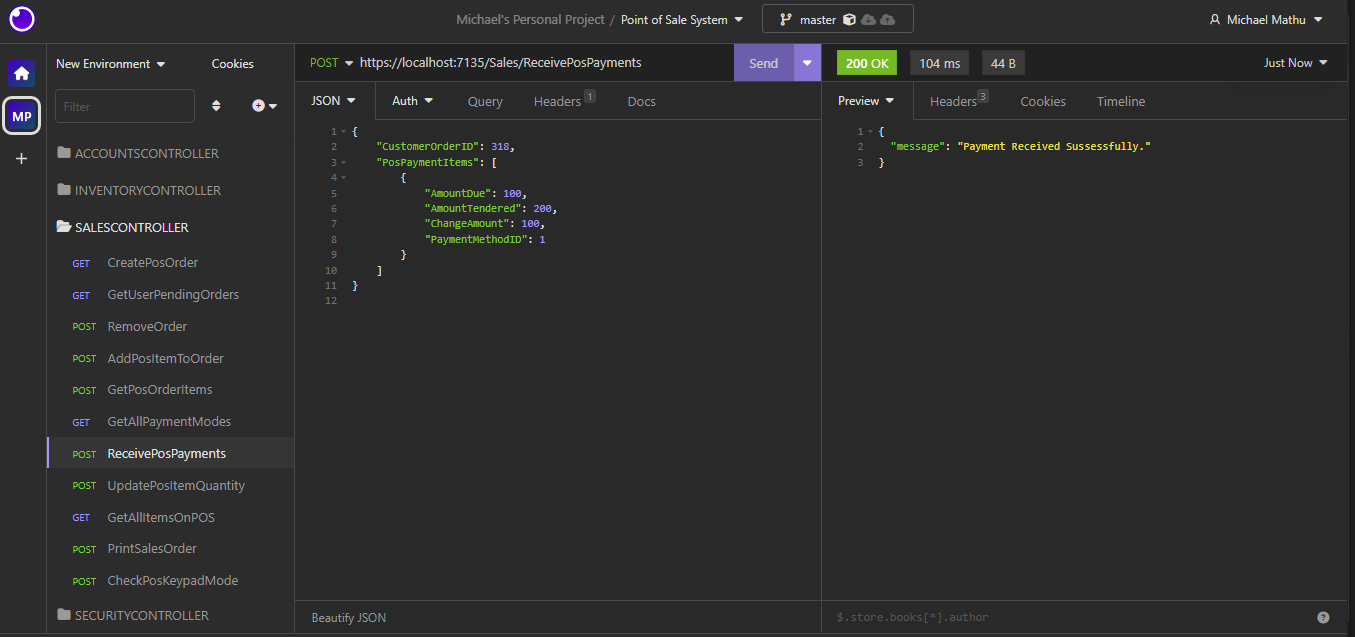 Michael's Personal Project / Point of Sale System
master
Michael Mathu
MP
New Environment
Cookies
Filter
ACCOUNTSCONTROLLER
INVENTORYCONTROLLER
SALESCONTROLLER
GET CreatePosOrder
GET GetUserPendingOrders
POST RemoveOrder
POST AddPosItemToOrder
POST GetPosOrderItems
GET GetAllPaymentModes
POST ReceivePosPayments
POST UpdatePosItemQuantity
GET GetAllItemsOnPOS
POST PrintSalesOrder
POST CheckPosKeypadMode
SECURITYCONTROLLER
POST https://localhost:7135/Sales/ReceivePosPayments
Send
JSON Auth Query Headers 1 Docs
1 {
2 "CustomerOrderID": 318,
3 "PosPaymentItems": [
4 {
5 "AmountDue": 100,
6 "AmountTendered": 200,
7 "ChangeAmount": 100,
8 "PaymentMethodID": 1
9 }
10 ]
11 }
12
Beautify JSON
200 OK 104 ms 44 B Just Now
Preview Headers 3 Cookies Timeline
1 {
2 "message": "Payment Received Sussessfully."
3 }
$.store.books[*].author
?